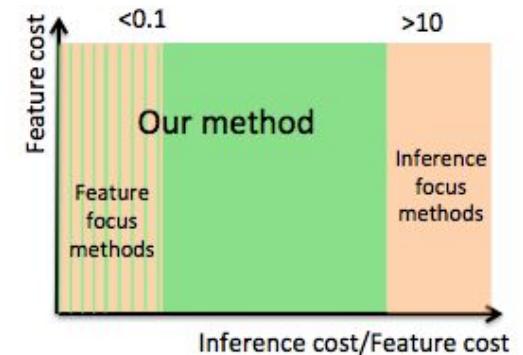 <0.1
>10
Feature cost
Our method
Feature
focus
methods
Inference
focus
methods
Inference cost/Feature cost